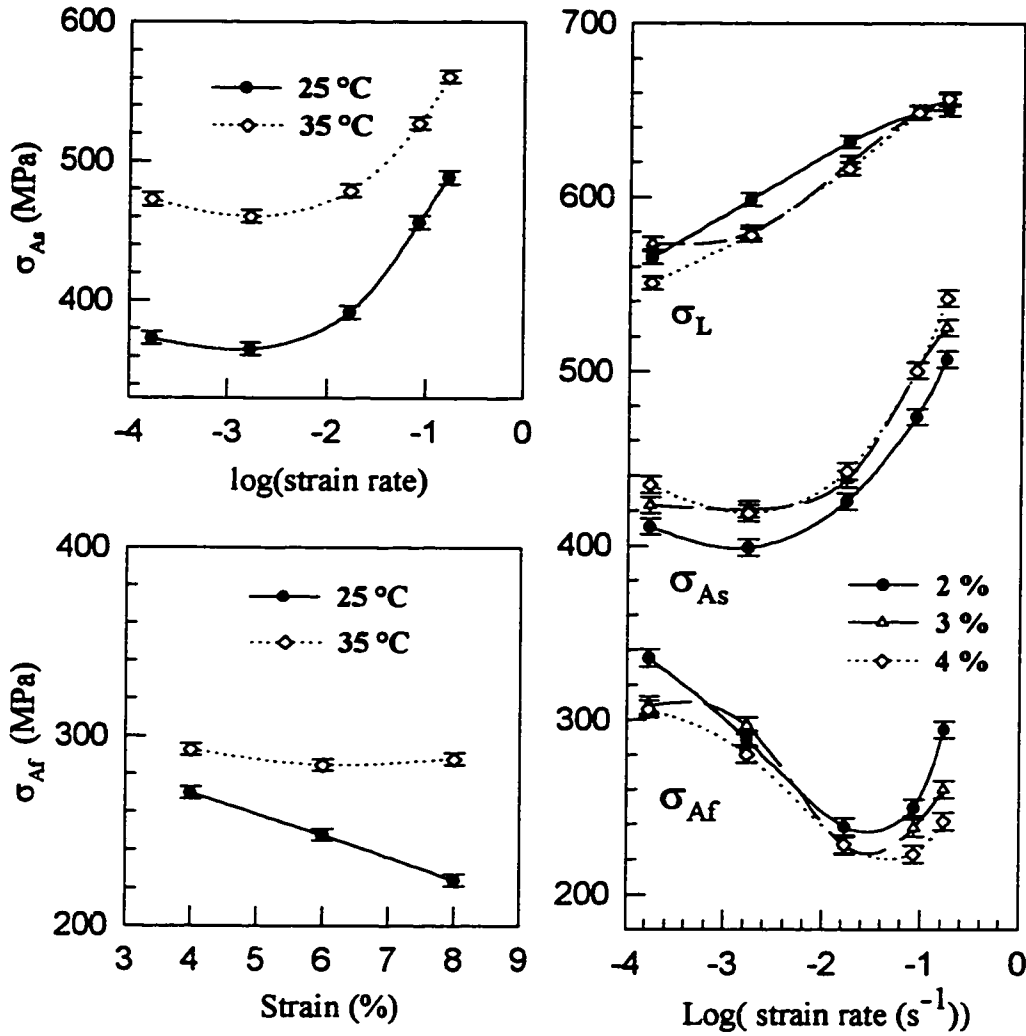 600
500
400
σAs (MPa)
25 °C
35 °C
-4 -3 -2 -1 0
log(strain rate)
400
300
200
σAf (MPa)
25 °C
35 °C
3 4 5 6 7 8 9
Strain (%)
700
600
500
400
300
200
σL
σAs
σAf
2 %
3 %
4 %
-4 -3 -2 -1 0
Log( strain rate (s⁻¹))